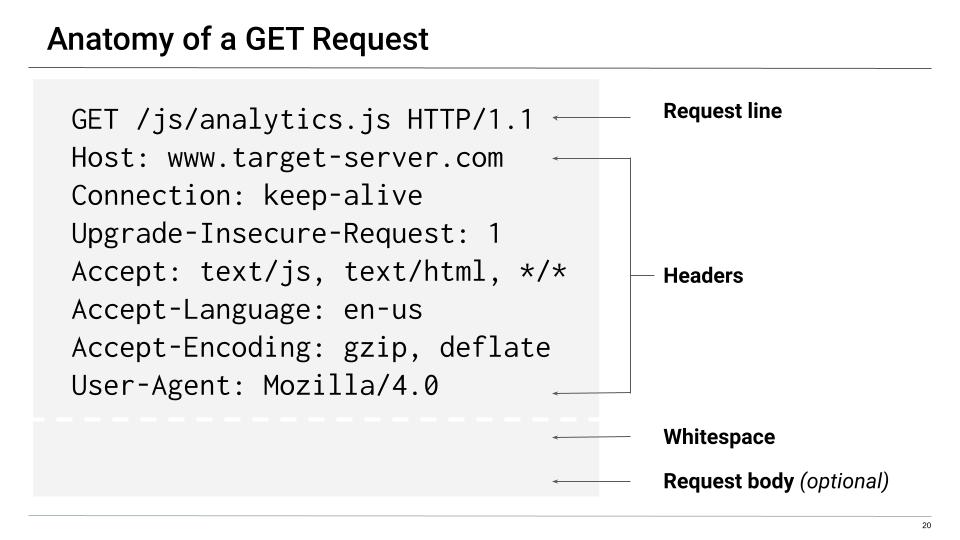 Anatomy of a GET Request
GET /js/analytics.js HTTP/1.1
Host: www.target-server.com
Connection: keep-alive
Upgrade-Insecure-Request: 1
Accept: text/js, text/html, */*
Accept-Language: en-us
Accept-Encoding: gzip, deflate
User-Agent: Mozilla/4.0
Request line
Headers
Whitespace
Request body (optional)
20